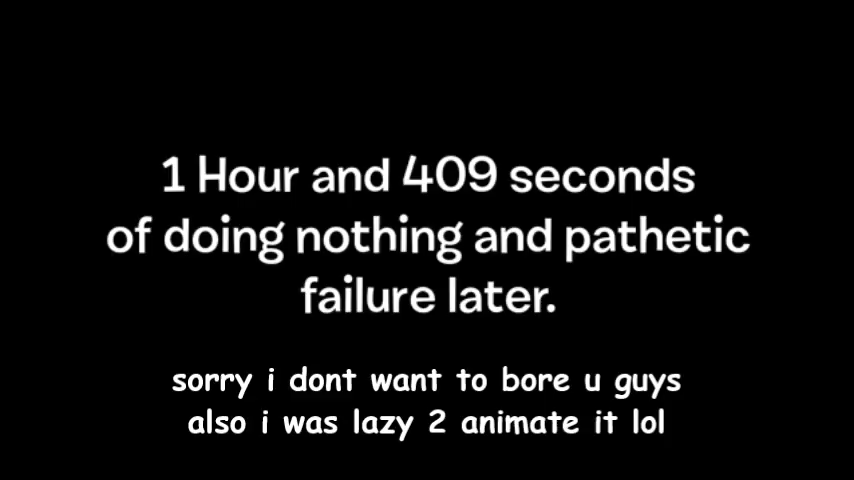 1 Hour and 409 seconds
of doing nothing and pathetic
failure later.
sorry i dont want to bore u guys
also i was lazy 2 animate it lol